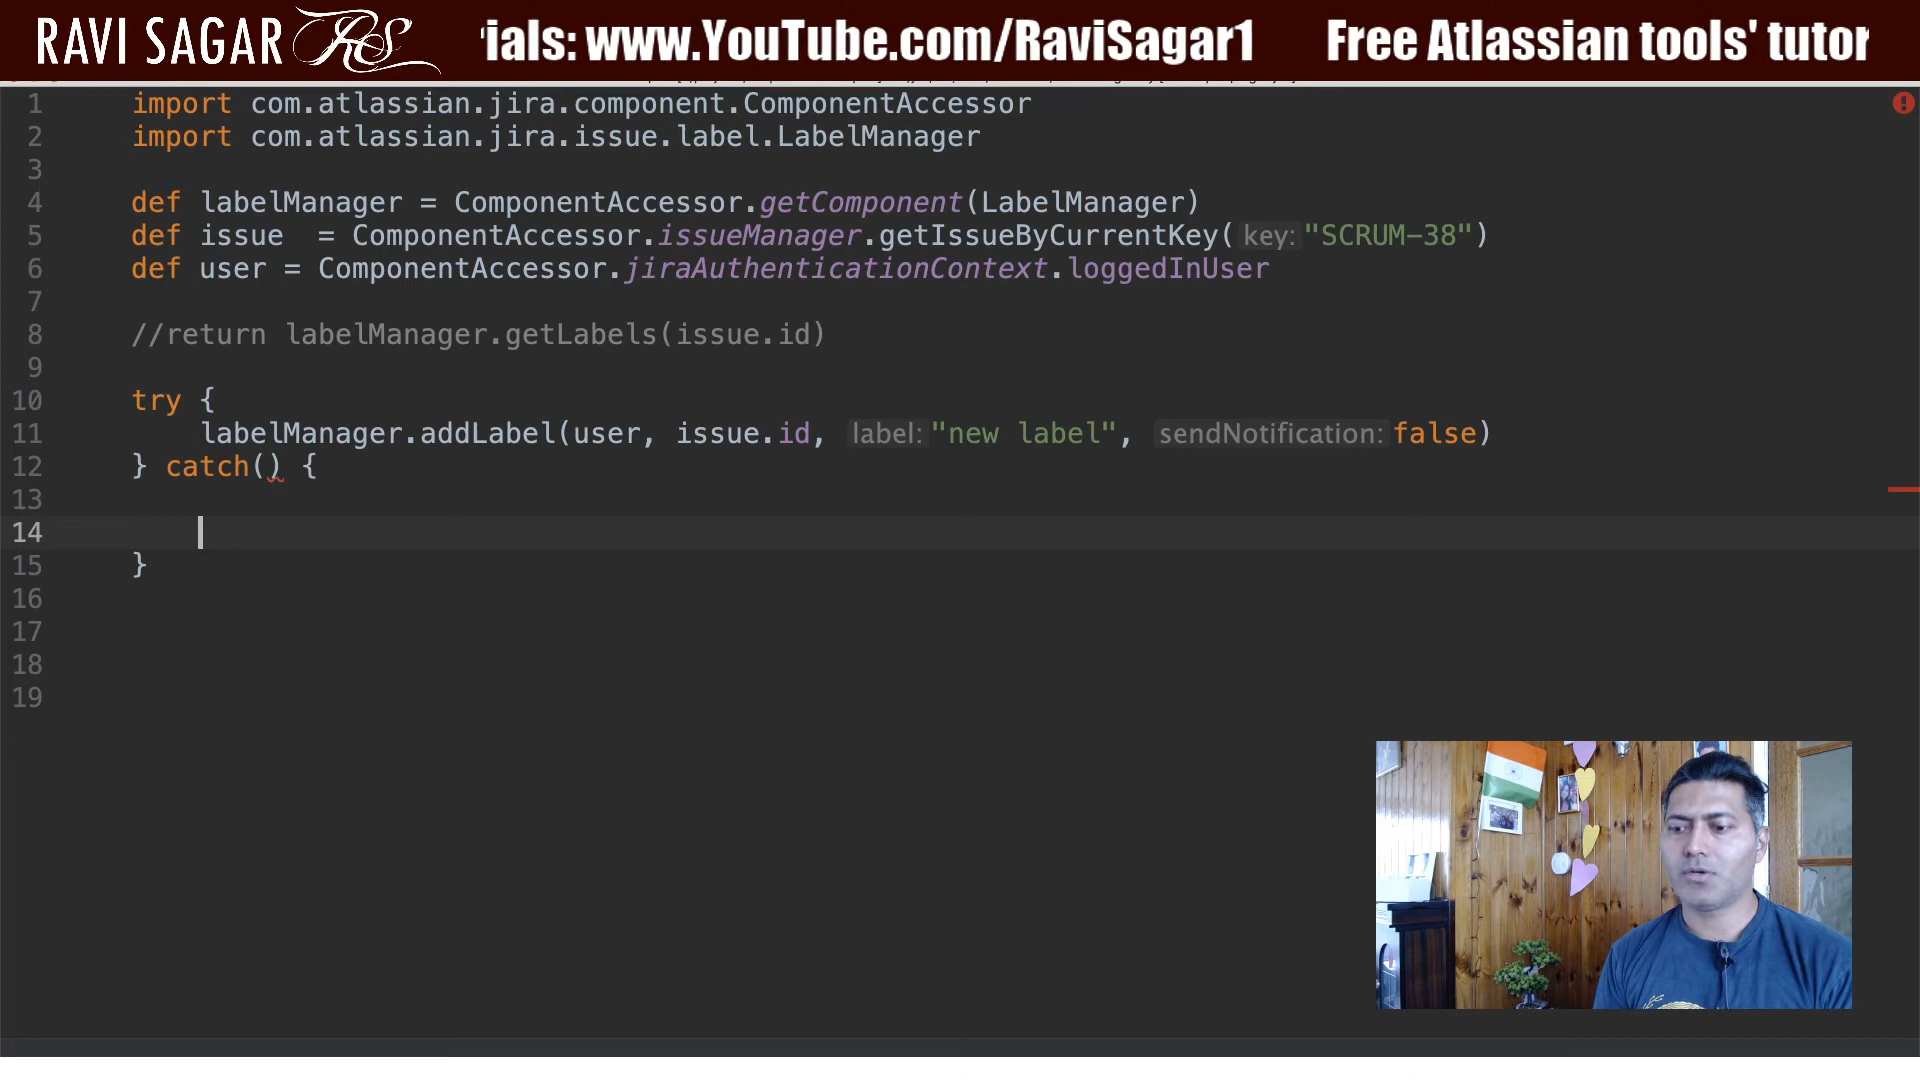 RAVI SAGAR RS
ials: www.YouTube.com/RaviSagar1 Free Atlassian tools' tutor
1 import com.atlassian.jira.component.ComponentAccessor
2 import com.atlassian.jira.issue.label.LabelManager
3
4 def labelManager = ComponentAccessor.getComponent(LabelManager)
5 def issue  = ComponentAccessor.issueManager.getIssueByCurrentKey( key: "SCRUM-38")
6 def user = ComponentAccessor.jiraAuthenticationContext.loggedInUser
7
8 //return labelManager.getLabels(issue.id)
9
10 try {
11 labelManager.addLabel(user, issue.id, label: "new label", sendNotification: false)
12 } catch() {
13
14
15 }
16
17
18
19